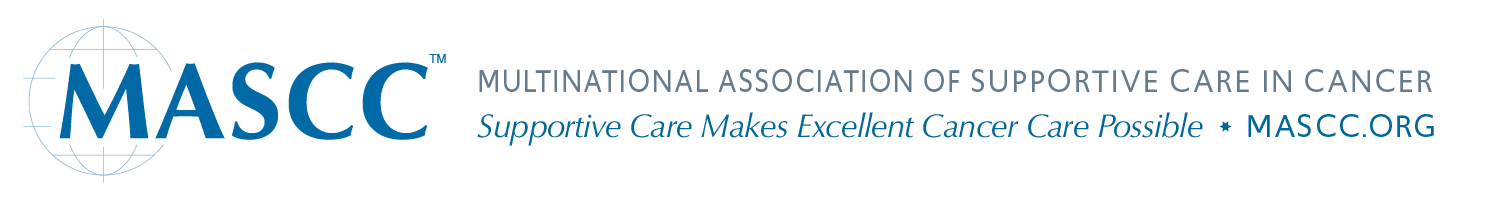 MASCC™
MULTINATIONAL ASSOCIATION OF SUPPORTIVE CARE IN CANCER
Supportive Care Makes Excellent Cancer Care Possible * MASCC.ORG